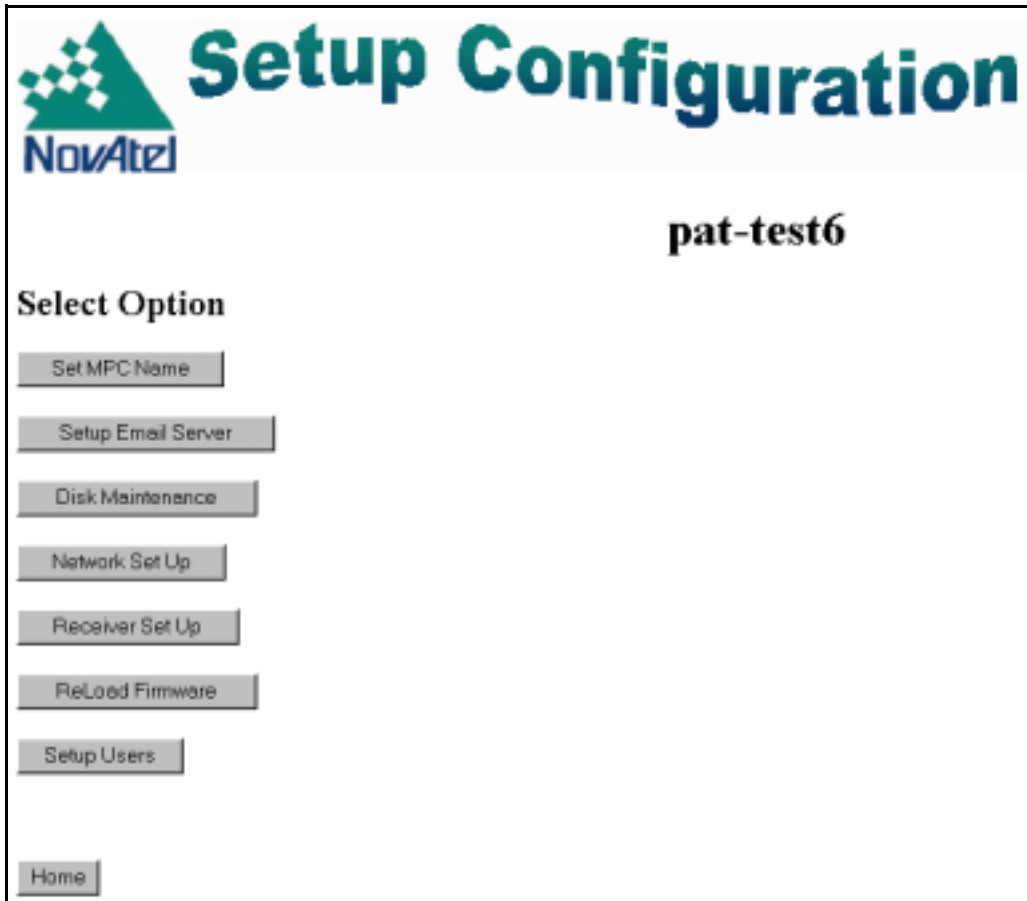 Setup Configuration
NovAtel
pat-test6
Select Option
Set MPC Name
Setup Email Server
Disk Maintenance
Network Set Up
Receiver Set Up
ReLoad Firmware
Setup Users
Home